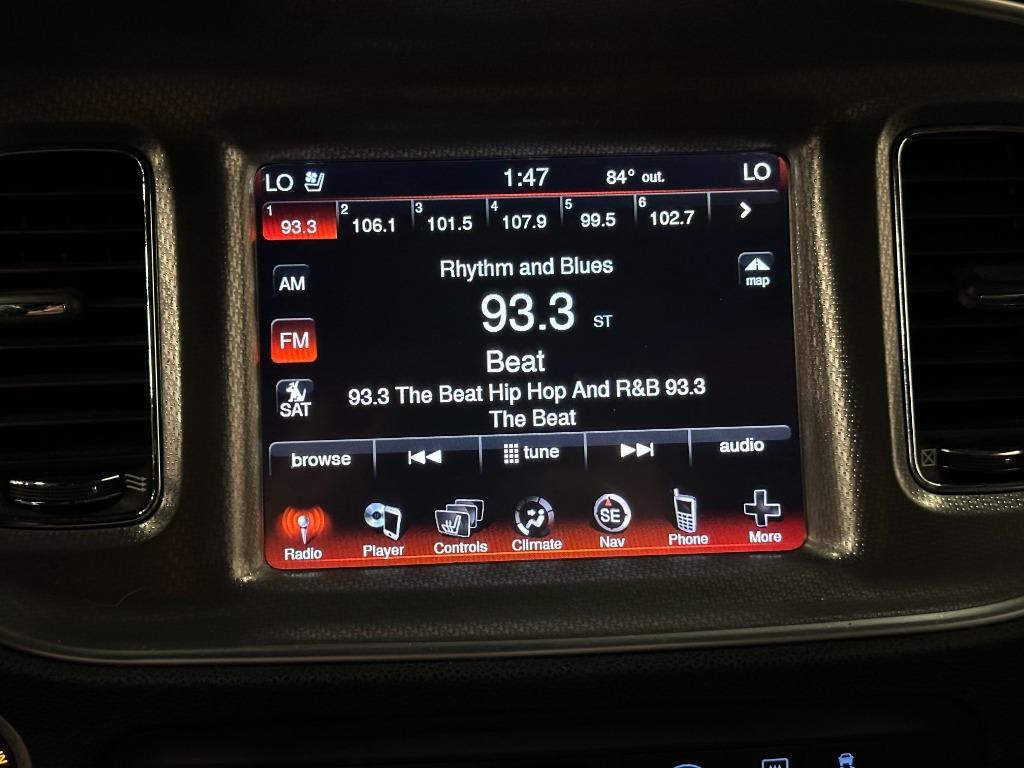 LO 1:47 84° out. LO
1 93.3 2 106.1 3 101.5 4 107.9 5 99.5 6 102.7
Rhythm and Blues
AM
map
93.3 ST
FM
Beat
93.3 The Beat Hip Hop And R&B 93.3
The Beat
SAT
browse tune audio
SE
Radio Player Controls Climate Nav Phone More